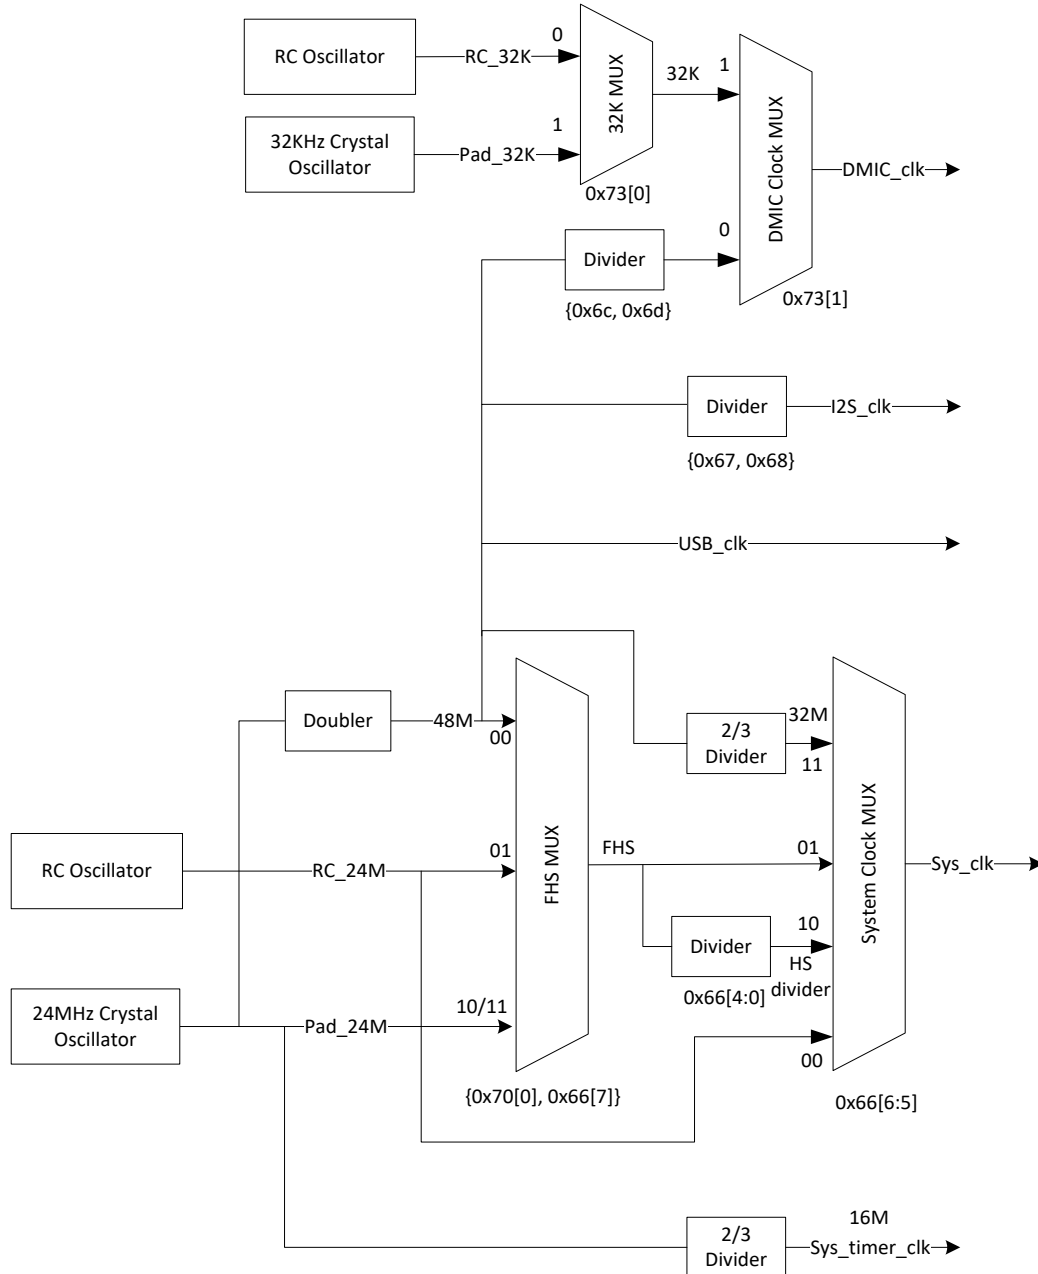 RC Oscillator
RC_32K
0
32K MUX
32K
1
DMIC Clock MUX
32KHz Crystal
Oscillator
Pad_32K
1
0x73[0]
DMIC_clk
Divider
{0x6c, 0x6d}
0
0x73[1]
Divider
I2S_clk
{0x67, 0x68}
USB_clk
Doubler
48M
00
2/3
Divider
32M
11
System Clock MUX
RC Oscillator
RC_24M
01
FHS MUX
FHS
01
Sys_clk
Divider
0x66[4:0]
10
HS
divider
24MHz Crystal
Oscillator
Pad_24M
10/11
{0x70[0], 0x66[7]}
00
0x66[6:5]
2/3
Divider
16M
Sys_timer_clk